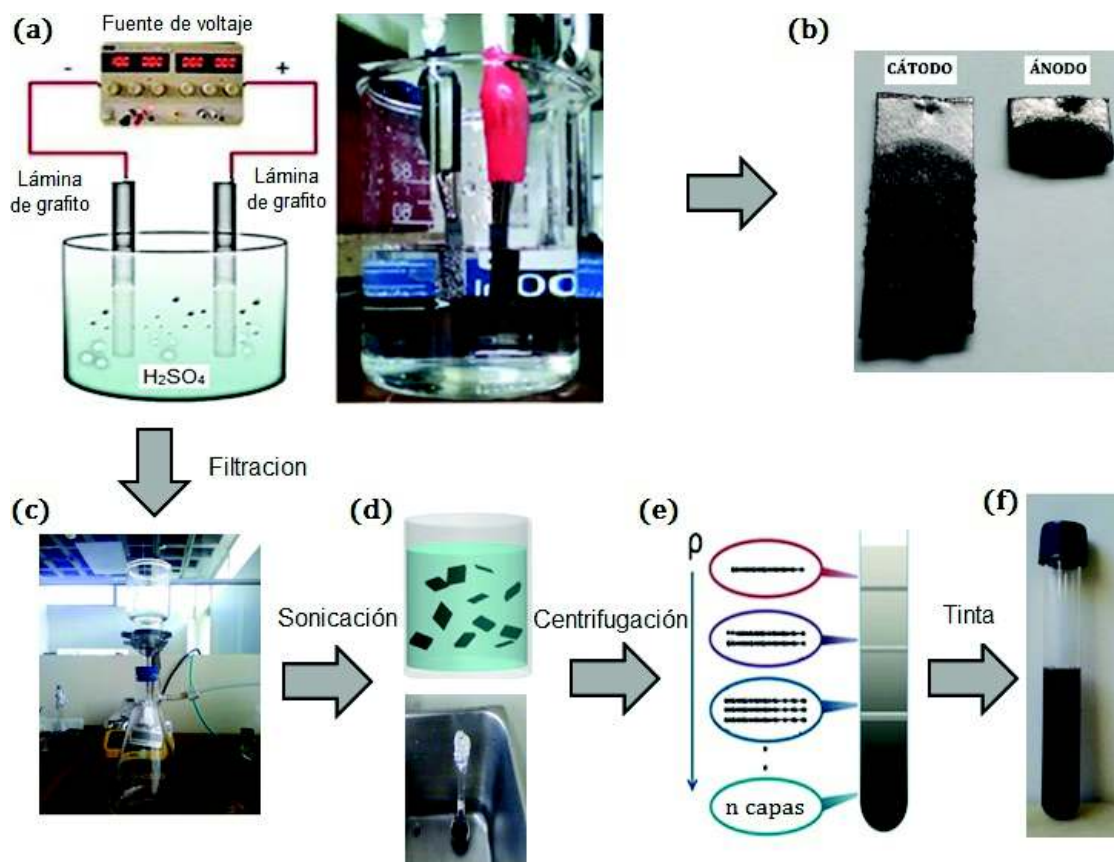 (a)
Fuente de voltaje
-
+
Lámina
de grafito
Lámina
de grafito
H₂SO₄
(b)
CÁTODO
ÁNODO
Filtracion
(c)
Sonicación
(d)
Centrifugación
(e)
ρ
n capas
Tinta
(f)